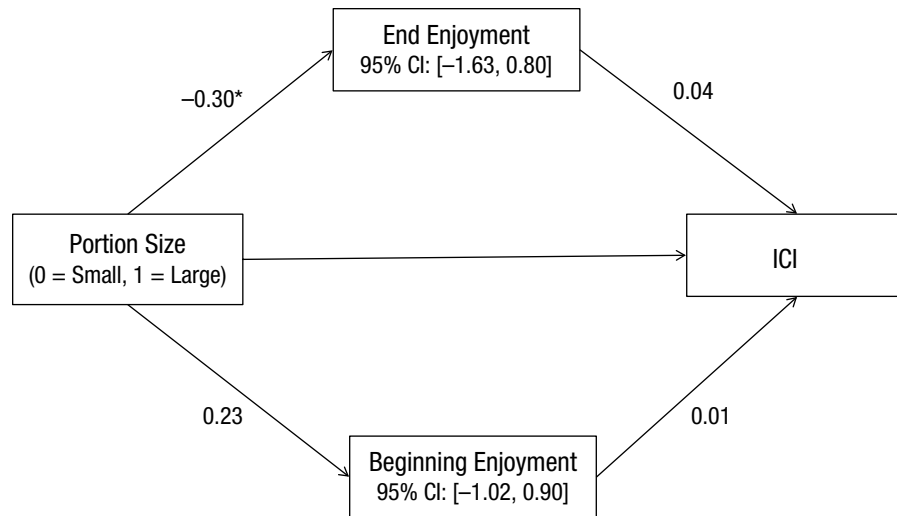 End Enjoyment
95% CI: [–1.63, 0.80]
–0.30*
0.04
Portion Size
(0 = Small, 1 = Large)
ICI
0.23
0.01
Beginning Enjoyment
95% CI: [–1.02, 0.90]